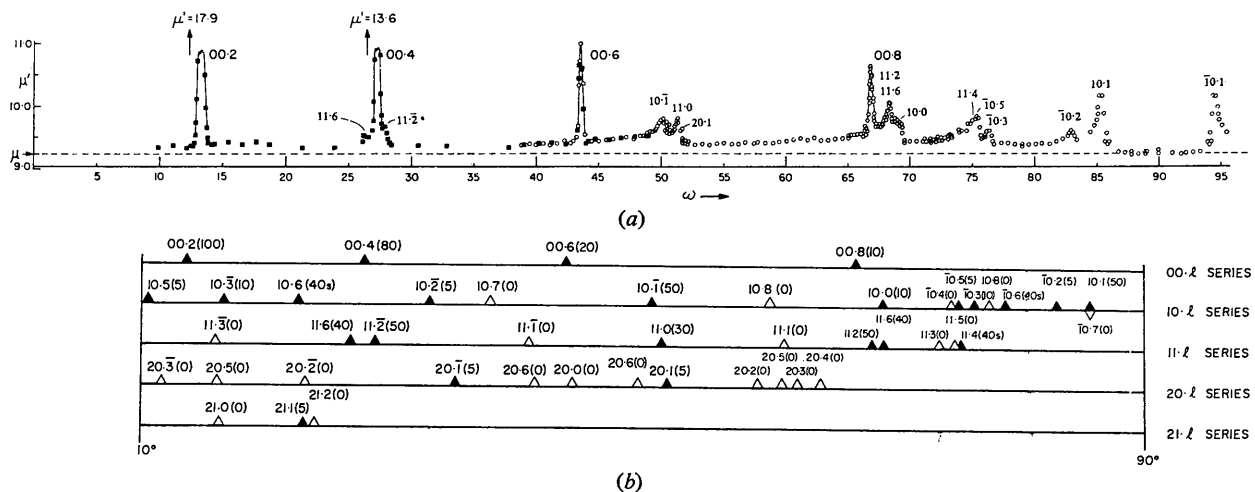 μ'=17·9 μ'=13·6
11·0 00·2 00·4 00·6 00·8
μ' 11·2
10·0 11·6 10·1̄ 11·0 11·6 10·0 11·4 1̄0·5 1̄0·3 1̄0·2 10·1 1̄0·1
11·2̄ 20·1
μ
9·0
5 10 15 20 25 30 35 40 45 50 55 60 65 70 75 80 85 90 95
ω
(a)
00·2(100) 00·4(80) 00·6(20) 00·8(10)
00·ℓ SERIES
10·5(5) 10·3̄(10) 10·6(40s) 10·2̄(5) 10·7(0) 10·1̄(50) 10·8(0) 10·0(10) 1̄0·4(0) 1̄0·5(5) 1̄0·3(10) 10·8(0) 1̄0·6(40s) 1̄0·2(5) 10·1(50)
10·ℓ SERIES
1̄0·7(0)
11·3̄(0) 11·6(40) 11·2̄(50) 11·1̄(0) 11·0(30) 11·1(0) 11·2(50) 11·6(40) 11·3(0) 11·5(0) 11·4(40s)
11·ℓ SERIES
20·3̄(0) 20·5(0) 20·2̄(0) 20·1̄(5) 20·6(0) 20·0(0) 20·6(0) 20·1(5) 20·2(0) 20·5(0) 20·3(0) 20·4(0)
20·ℓ SERIES
21·0(0) 21·1(5) 21·2(0)
21·ℓ SERIES
10° 90°
(b)